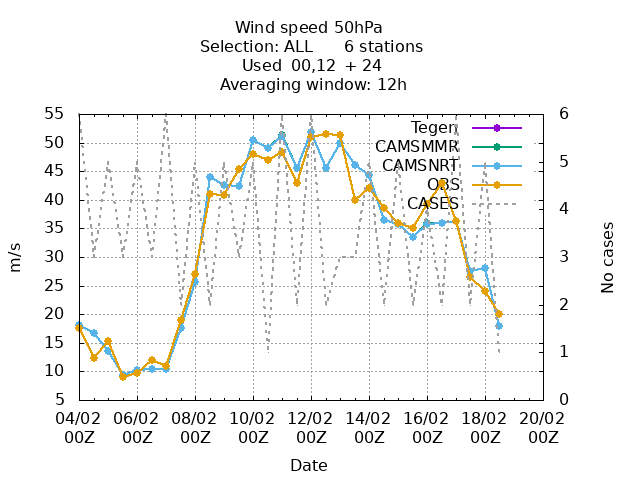 Wind speed 50hPa
Selection: ALL 6 stations
Used 00,12 + 24
Averaging window: 12h
55
50
45
40
35
30
25
20
15
10
5
m/s
6
5
4
3
2
1
0
No cases
Tegen
CAMSMMR
CAMSNRT
OBS
CASES
04/02 06/02 08/02 10/02 12/02 14/02 16/02 18/02 20/02
00Z 00Z 00Z 00Z 00Z 00Z 00Z 00Z 00Z
Date